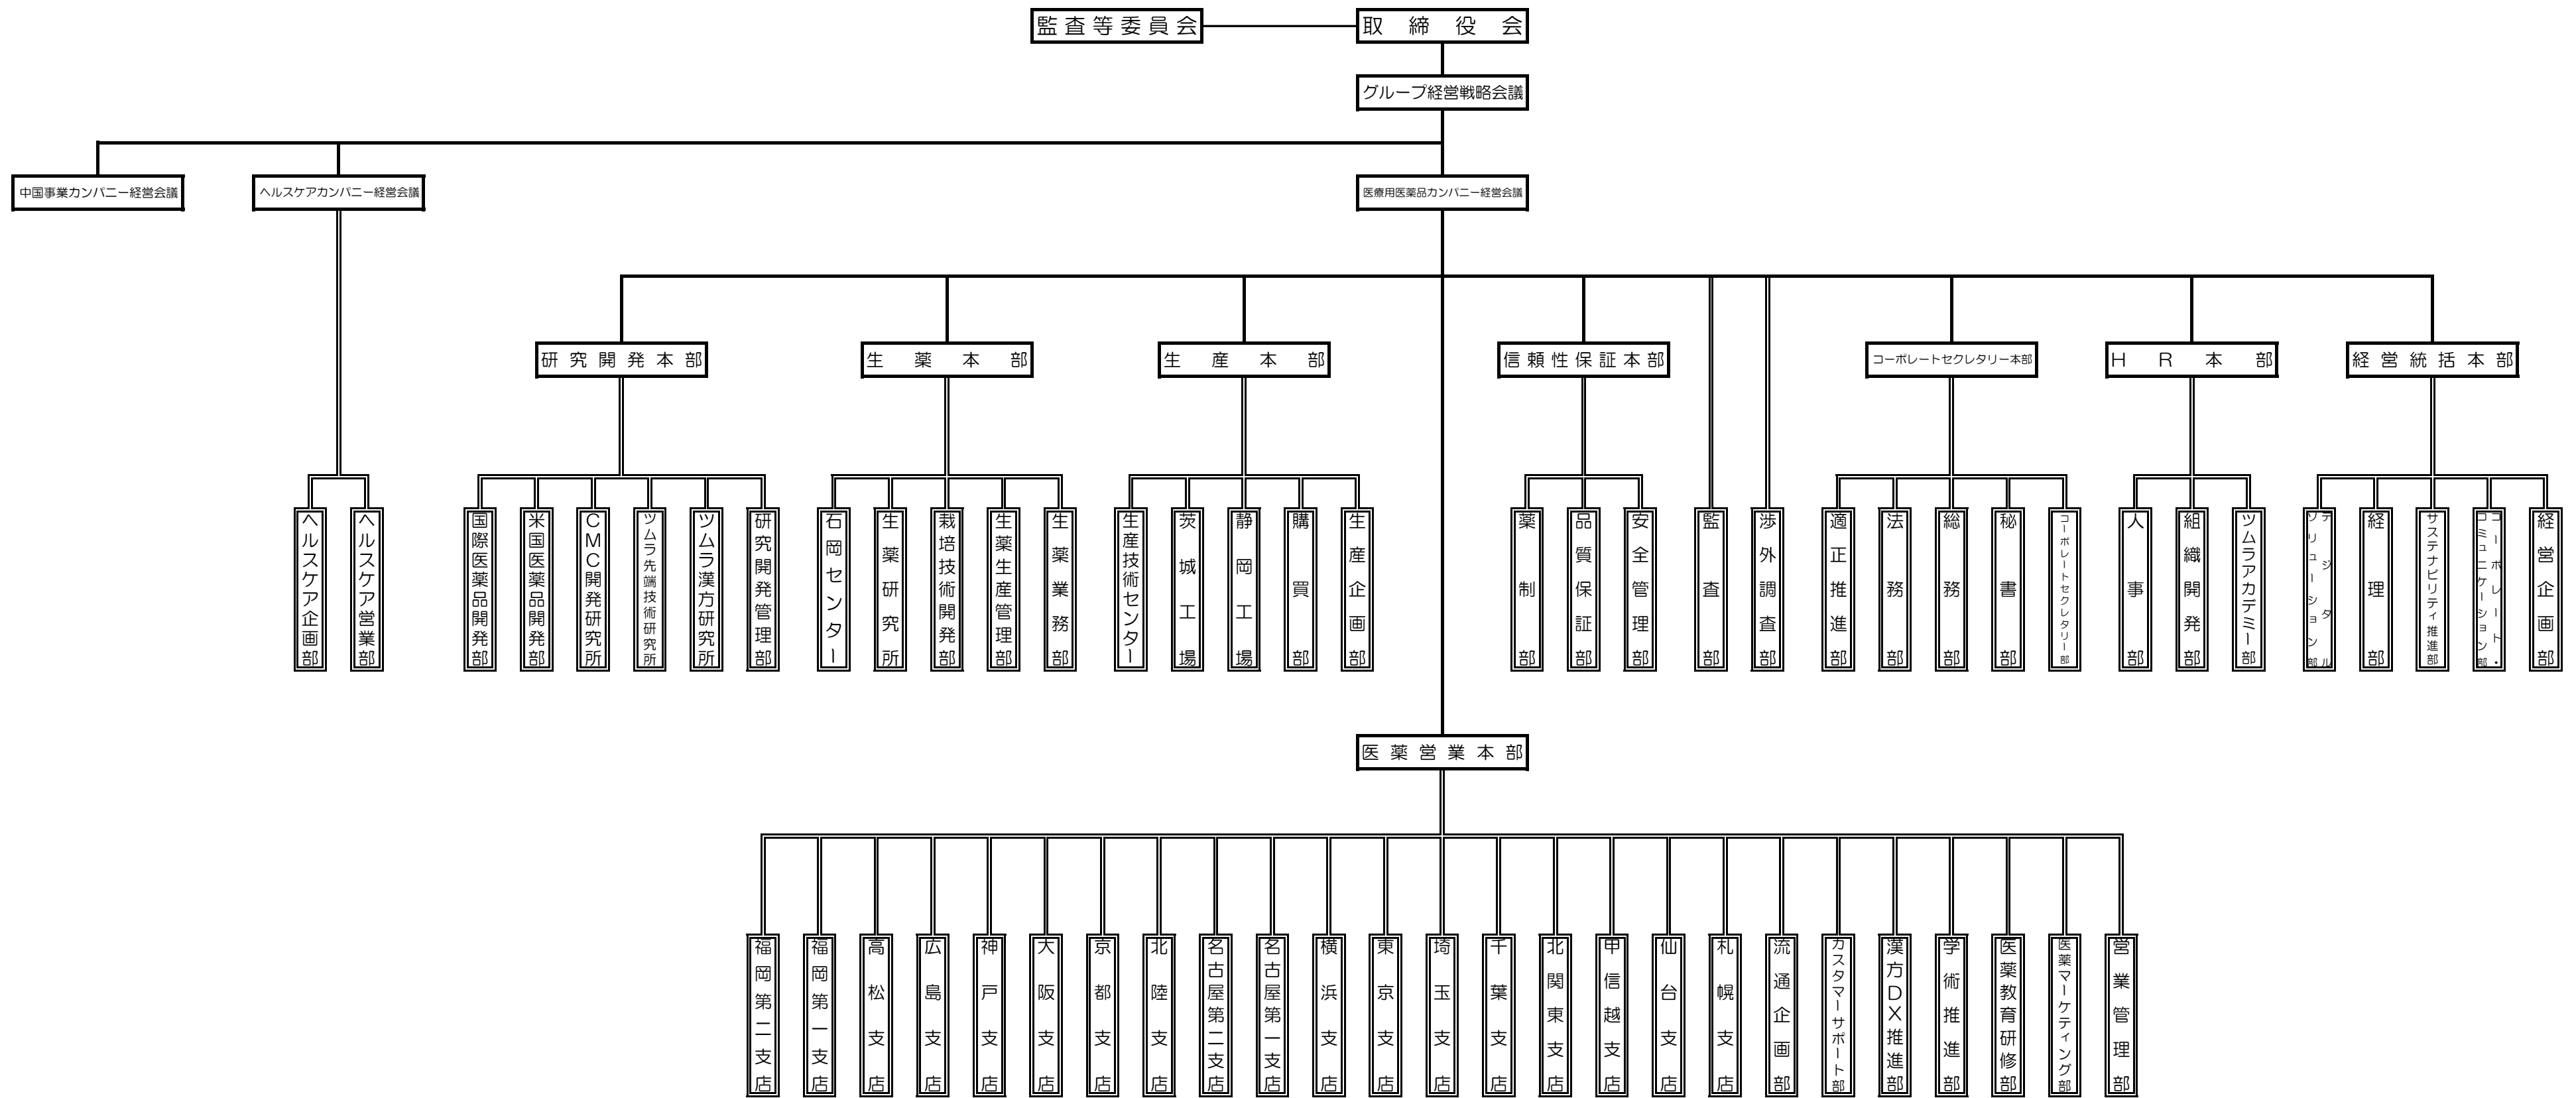 監査等委員会
取締役会
グループ経営戦略会議
中国事業カンパニー経営会議
ヘルスケアカンパニー経営会議
医療用医薬品カンパニー経営会議
研究開発本部
生薬本部
生産本部
信頼性保証本部
コーポレートセクレタリー本部
HR本部
経営統括本部
ヘルスケア企画部
ヘルスケア営業部
国際医薬品開発部
米国医薬品開発部
CMC開発研究所
ツムラ先端技術研究所
ツムラ漢方研究所
研究開発管理部
石岡センター
生薬研究所
栽培技術開発部
生薬生産管理部
生薬業務部
生産技術センター
茨城工場
静岡工場
購買部
生産企画部
薬制部
品質保証部
安全管理部
監査部
渉外調査部
適正推進部
法務部
総務部
秘書部
コーポレートセクレタリー部
人事部
組織開発部
ツムラアカデミー部
デジタル
ソリューション部
経理部
サステナビリティ推進部
コーポレート・
コミュニケーション部
経営企画部
医薬営業本部
福岡第二支店
福岡第一支店
高松支店
広島支店
神戸支店
大阪支店
京都支店
北陸支店
名古屋第二支店
名古屋第一支店
横浜支店
東京支店
埼玉支店
千葉支店
北関東支店
甲信越支店
仙台支店
札幌支店
流通企画部
カスタマーサポート部
漢方DX推進部
学術推進部
医薬教育研修部
医薬マーケティング部
営業管理部